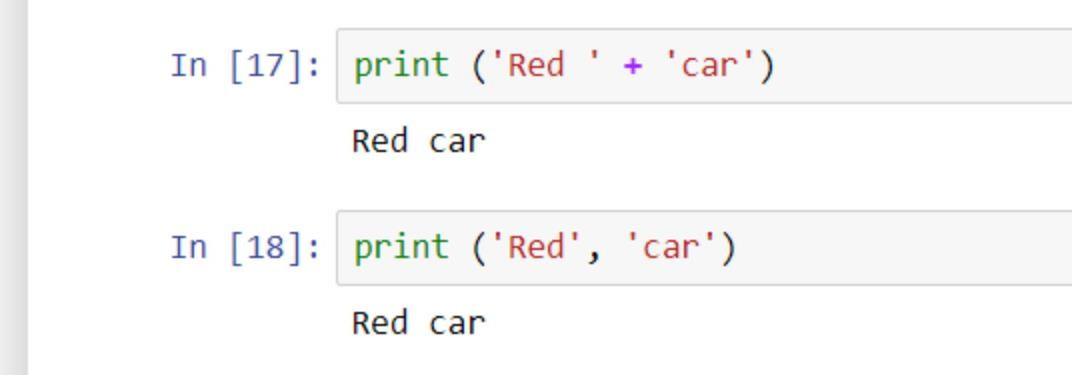 In [17]: print ('Red ' + 'car')
Red car
In [18]: print ('Red', 'car')
Red car